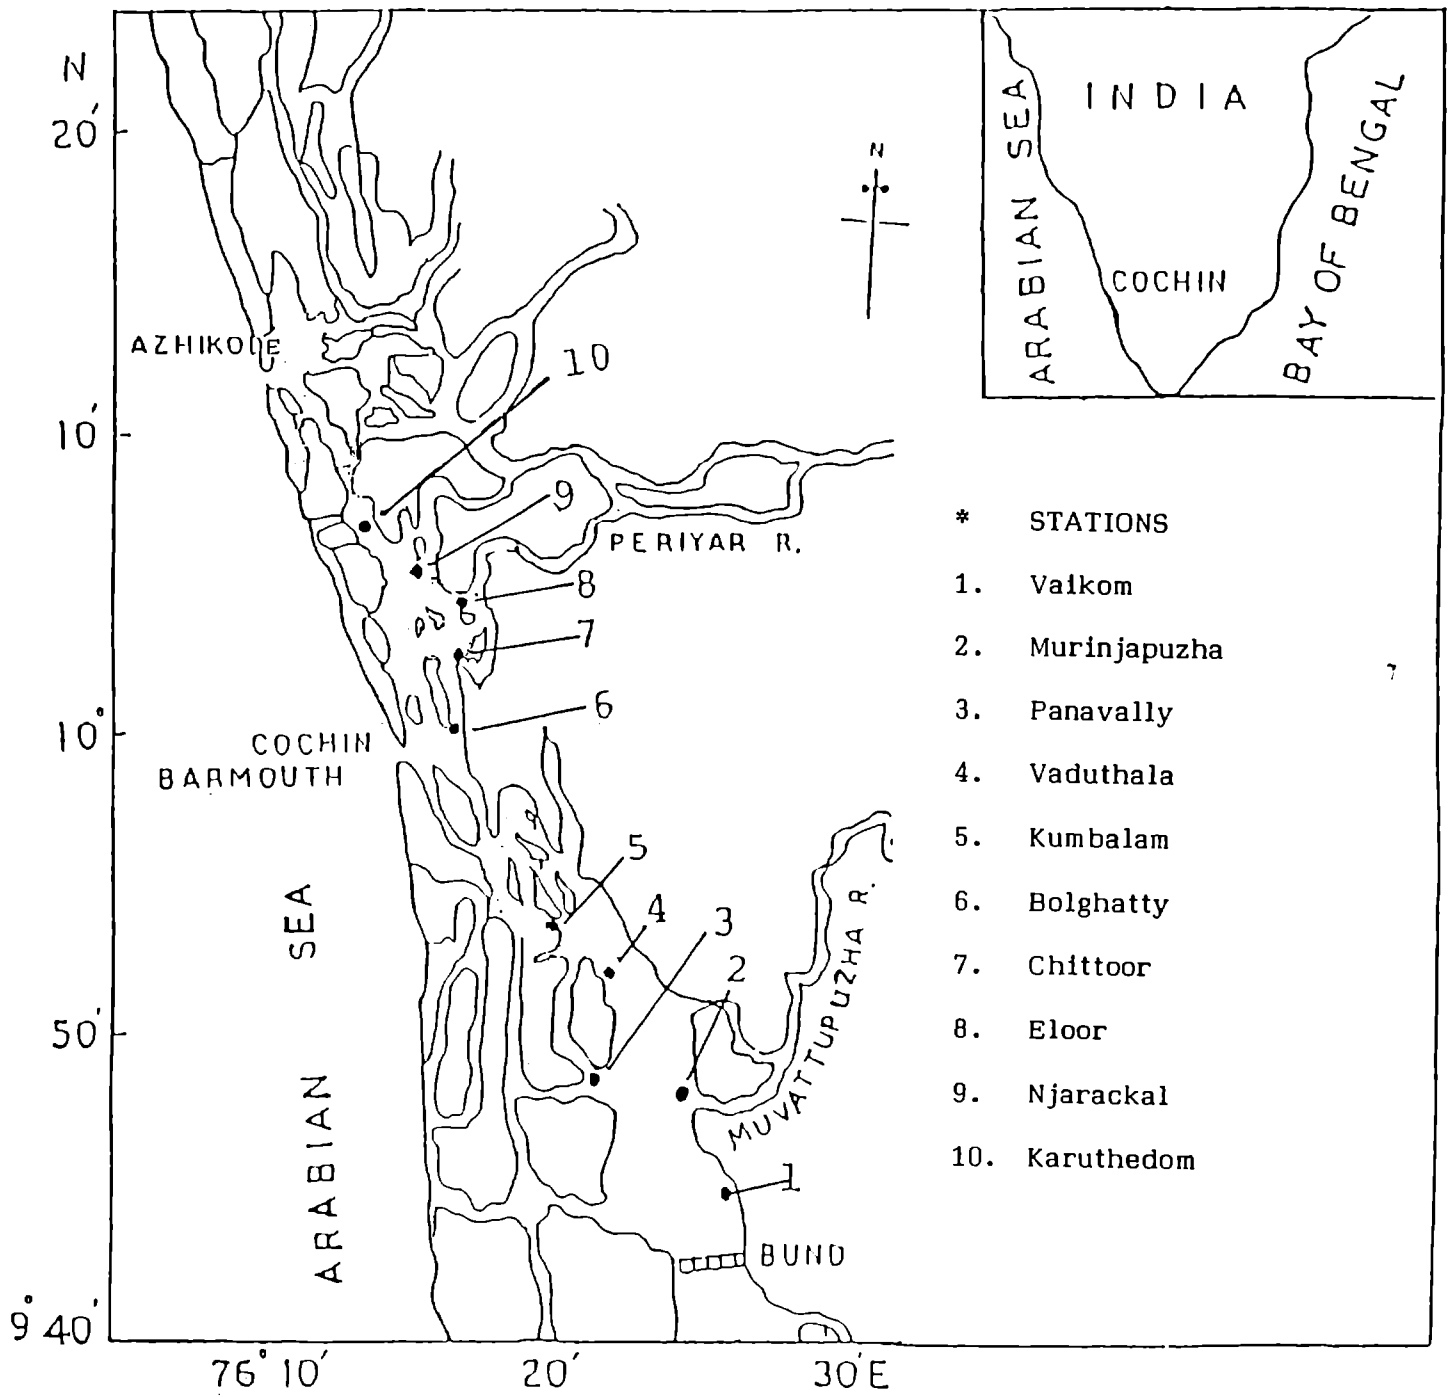 N
20'
10'
10°
50'
9° 40'
76° 10'
20'
30'E
AZHIKODE
COCHIN
BARMOUTH
ARABIAN SEA
PERIYAR R.
MUVATTUPUZHA R.
BUND
10
9
8
7
6
5
4
3
2
1
N
INDIA
ARABIAN SEA
COCHIN
BAY OF BENGAL
* STATIONS
1. Vaikom
2. Murinjapuzha
3. Panavally
4. Vaduthala
5. Kumbalam
6. Bolghatty
7. Chittoor
8. Eloor
9. Njarackal
10. Karuthedom